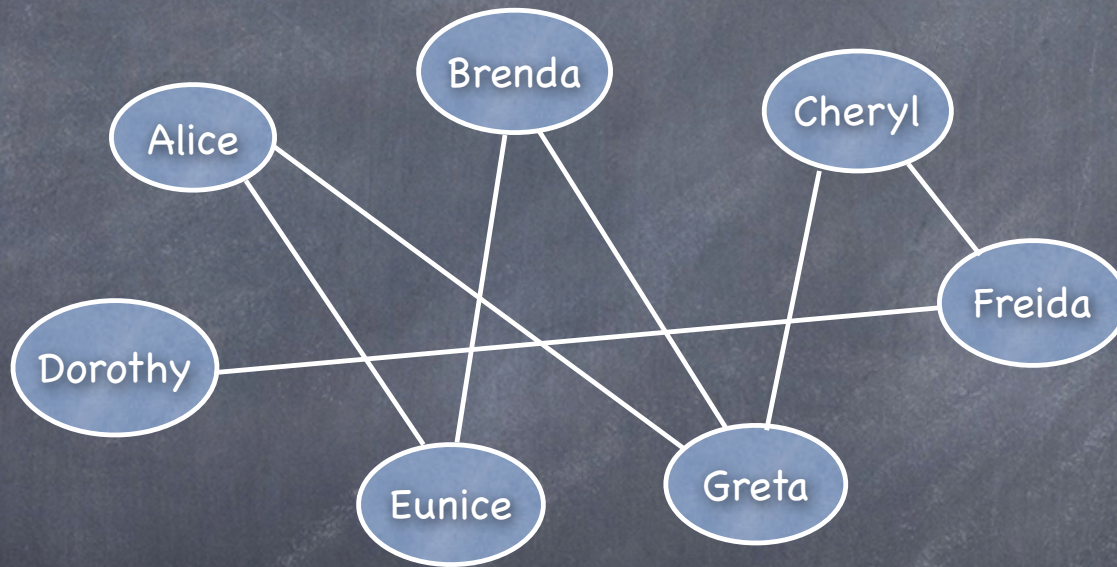 Brenda
Cheryl
Alice
Freida
Dorothy
Greta
Eunice